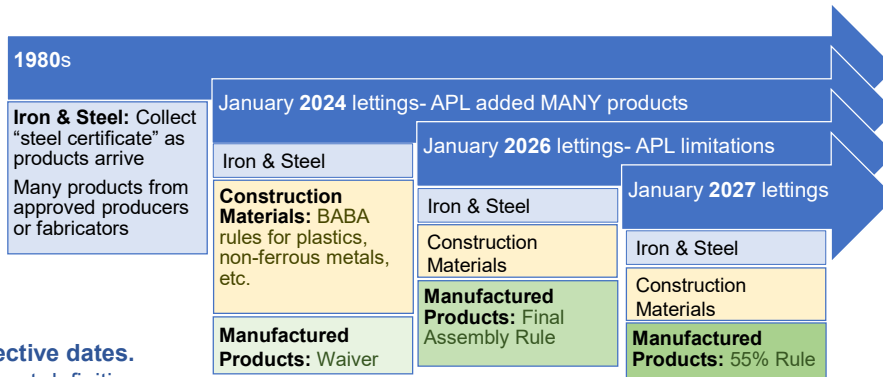 1980s
Iron & Steel: Collect
“steel certificate” as
products arrive
Many products from
approved producers
or fabricators
January 2024 lettings- APL added MANY products
Iron & Steel
Construction
Materials: BABA
rules for plastics,
non-ferrous metals,
etc.
Manufactured
Products: Waiver
January 2026 lettings- APL limitations
Iron & Steel
Construction
Materials
Manufactured
Products: Final
Assembly Rule
January 2027 lettings
Iron & Steel
Construction
Materials
Manufactured
Products: 55% Rule
ective dates.